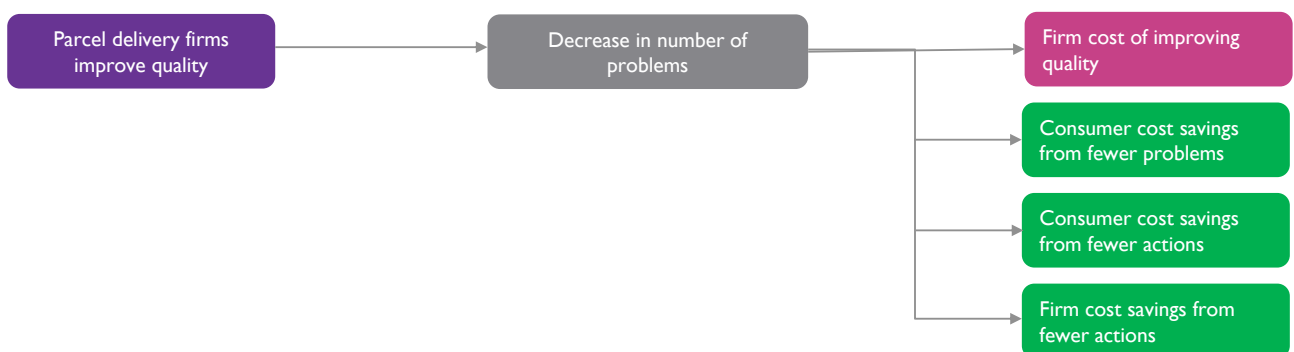 Parcel delivery firms
improve quality
Decrease in number of
problems
Firm cost of improving
quality
Consumer cost savings
from fewer problems
Consumer cost savings
from fewer actions
Firm cost savings from
fewer actions